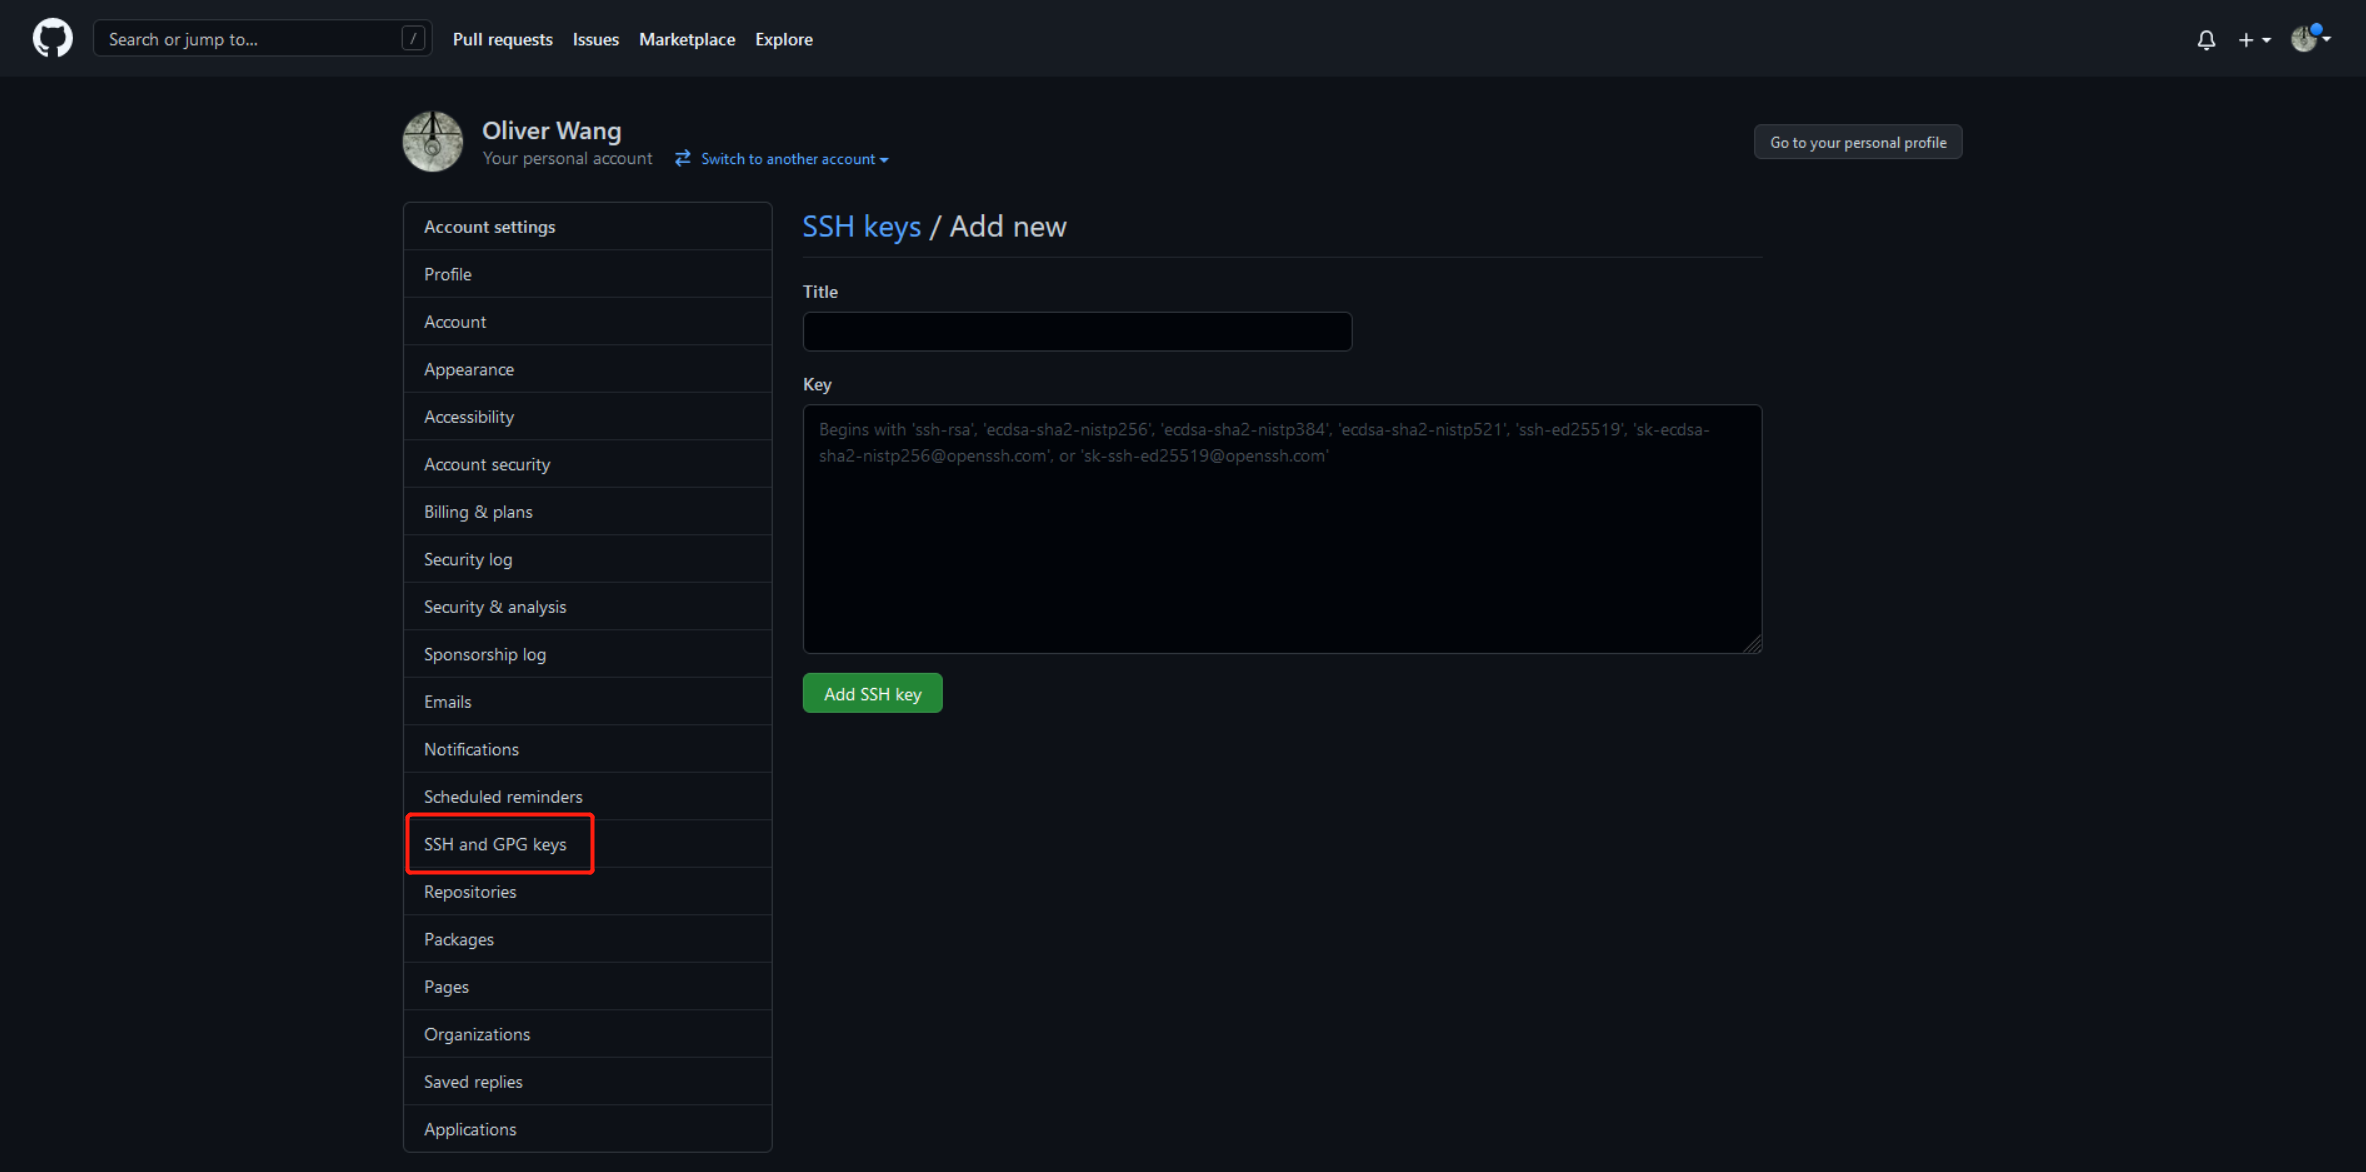 Search or jump to... /
Pull requests Issues Marketplace Explore
Oliver Wang
Your personal account Switch to another account
Go to your personal profile
Account settings
Profile
Account
Appearance
Accessibility
Account security
Billing & plans
Security log
Security & analysis
Sponsorship log
Emails
Notifications
Scheduled reminders
SSH and GPG keys
Repositories
Packages
Pages
Organizations
Saved replies
Applications
SSH keys / Add new
Title
Key
Begins with 'ssh-rsa', 'ecdsa-sha2-nistp256', 'ecdsa-sha2-nistp384', 'ecdsa-sha2-nistp521', 'ssh-ed25519', 'sk-ecdsa-
sha2-nistp256@openssh.com', or 'sk-ssh-ed25519@openssh.com'
Add SSH key